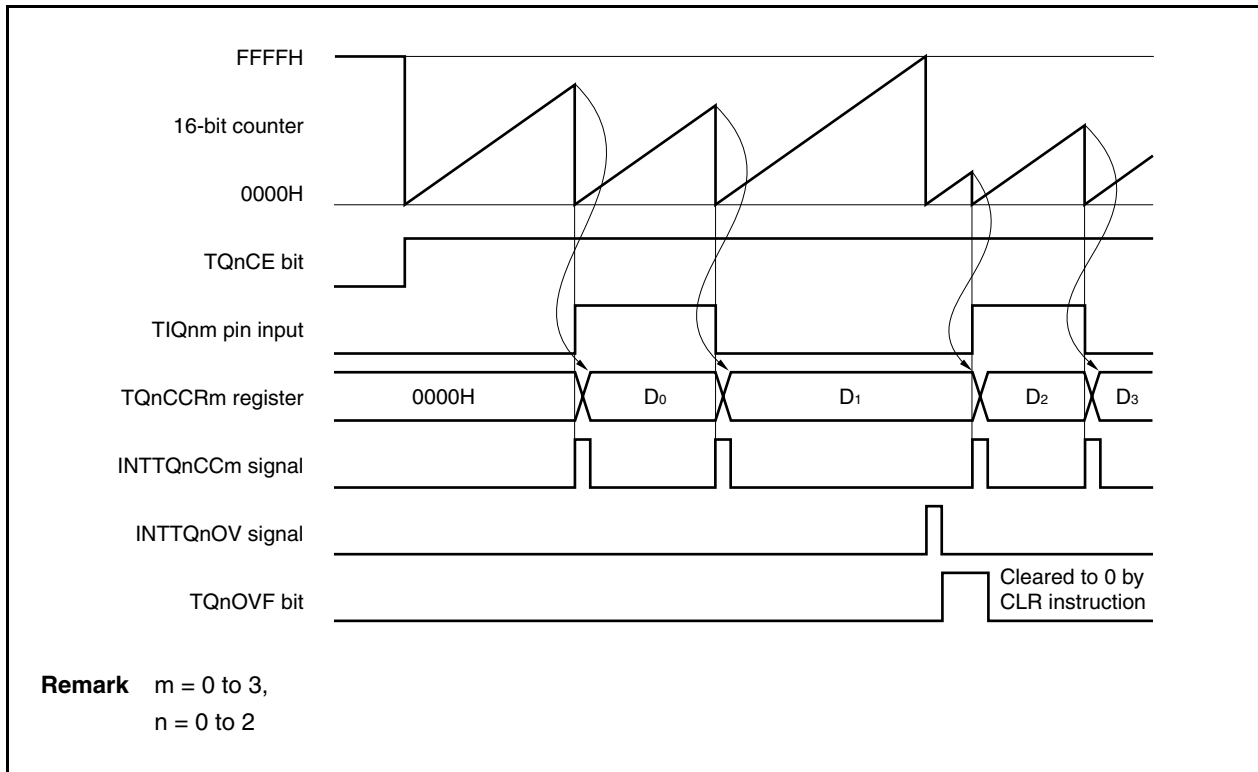 FFFFH
16-bit counter
0000H
TQnCE bit
TIQnm pin input
TQnCCRm register
0000H
D0
D1
D2
D3
INTTQnCCm signal
INTTQnOV signal
TQnOVF bit
Cleared to 0 by
CLR instruction
Remark m = 0 to 3,
n = 0 to 2